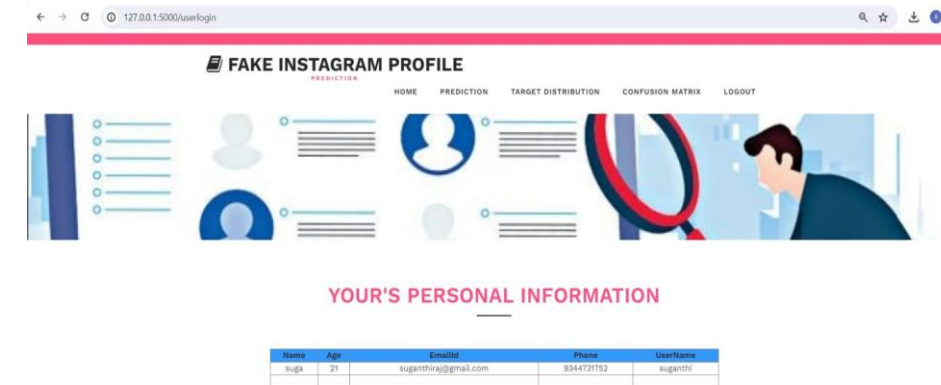 127.0.0.1:5000/userlogin
S
FAKE INSTAGRAM PROFILE
PREDICTION
HOME PREDICTION TARGET DISTRIBUTION CONFUSION MATRIX LOGOUT
YOUR'S PERSONAL INFORMATION
Name Age EmailId Phone UserName
suga 21 suganthiraj@gmail.com 9344731752 suganthi